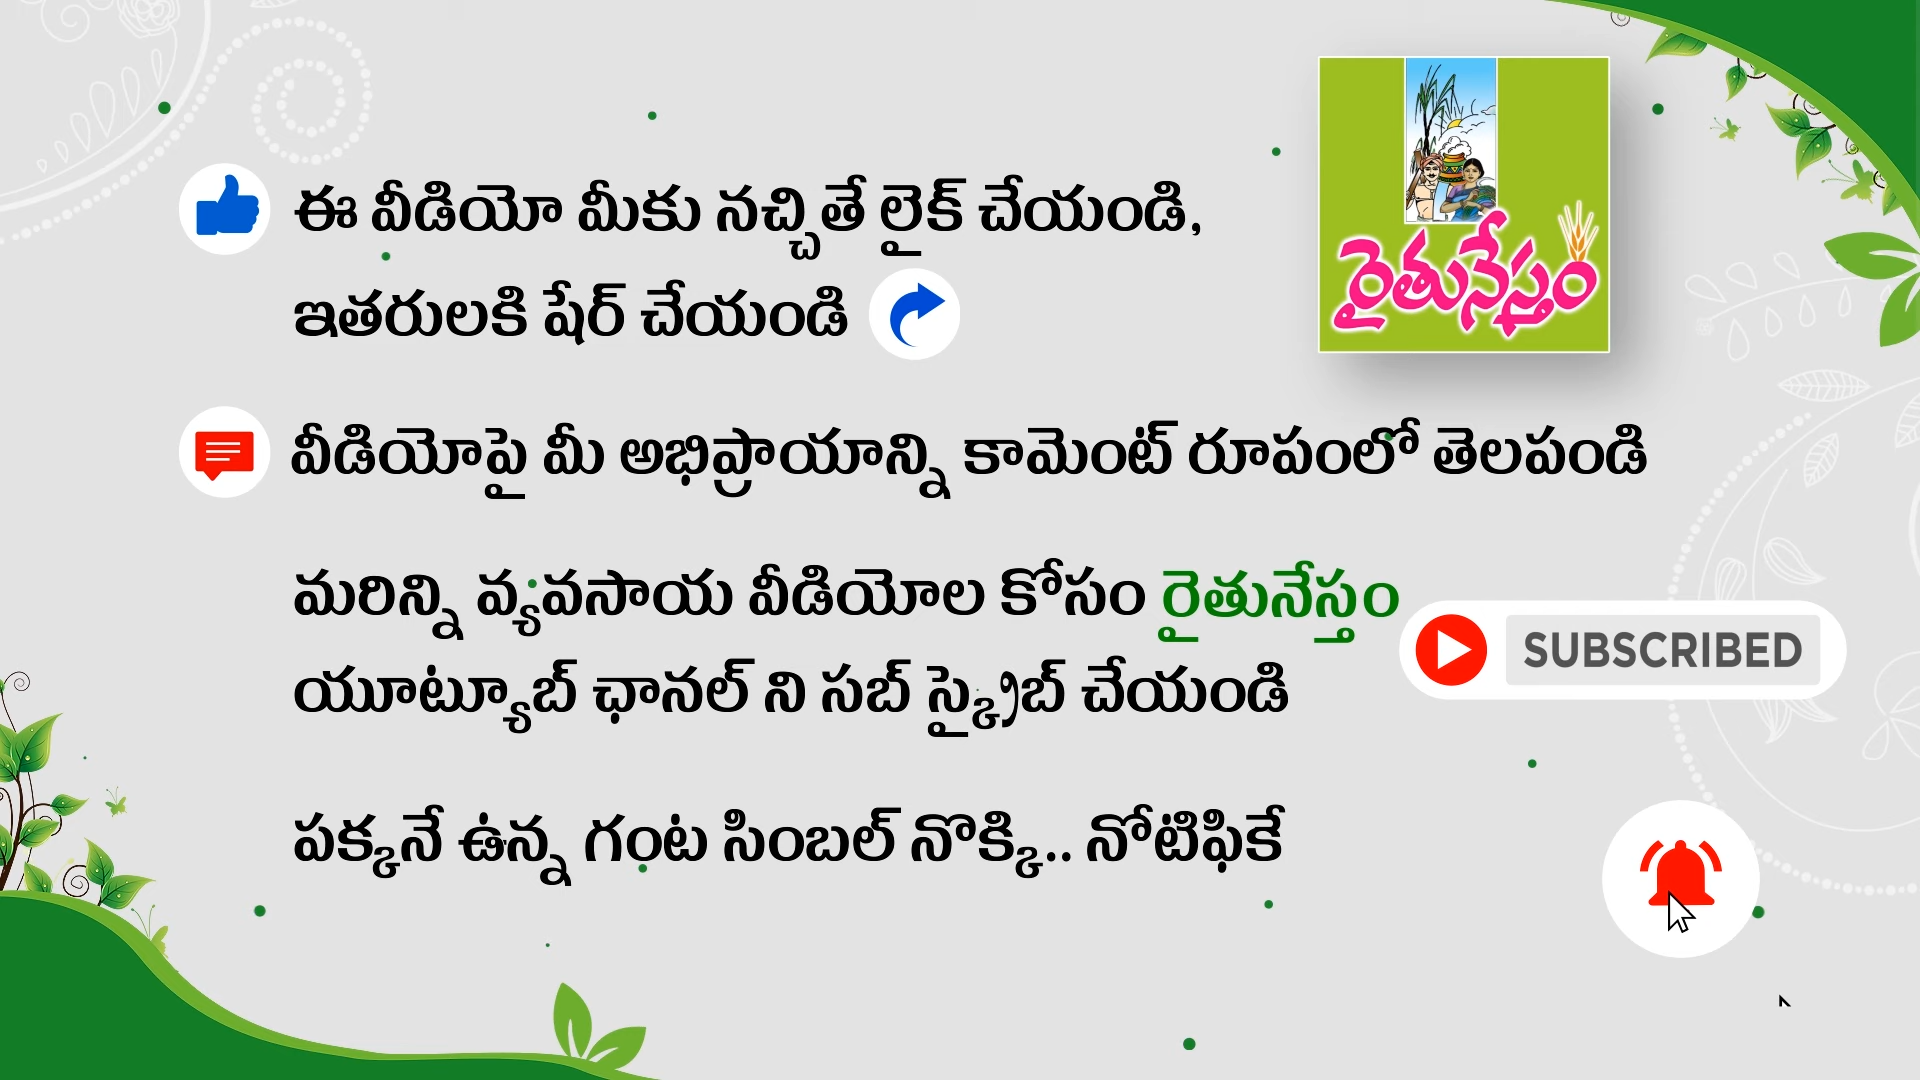 రైతునేస్తం
ఈ వీడియో మీకు నచ్చితే లైక్ చేయండి,
ఇతరులకి షేర్ చేయండి
వీడియోపై మీ అభిప్రాయాన్ని కామెంట్ రూపంలో తెలపండి
మరిన్ని వ్యవసాయ వీడియోల కోసం రైతునేస్తం
యూట్యూబ్ ఛానల్ ని సబ్ స్క్రైబ్ చేయండి
SUBSCRIBED
పక్కనే ఉన్న గంట సింబల్ నొక్కి.. నోటిఫికే